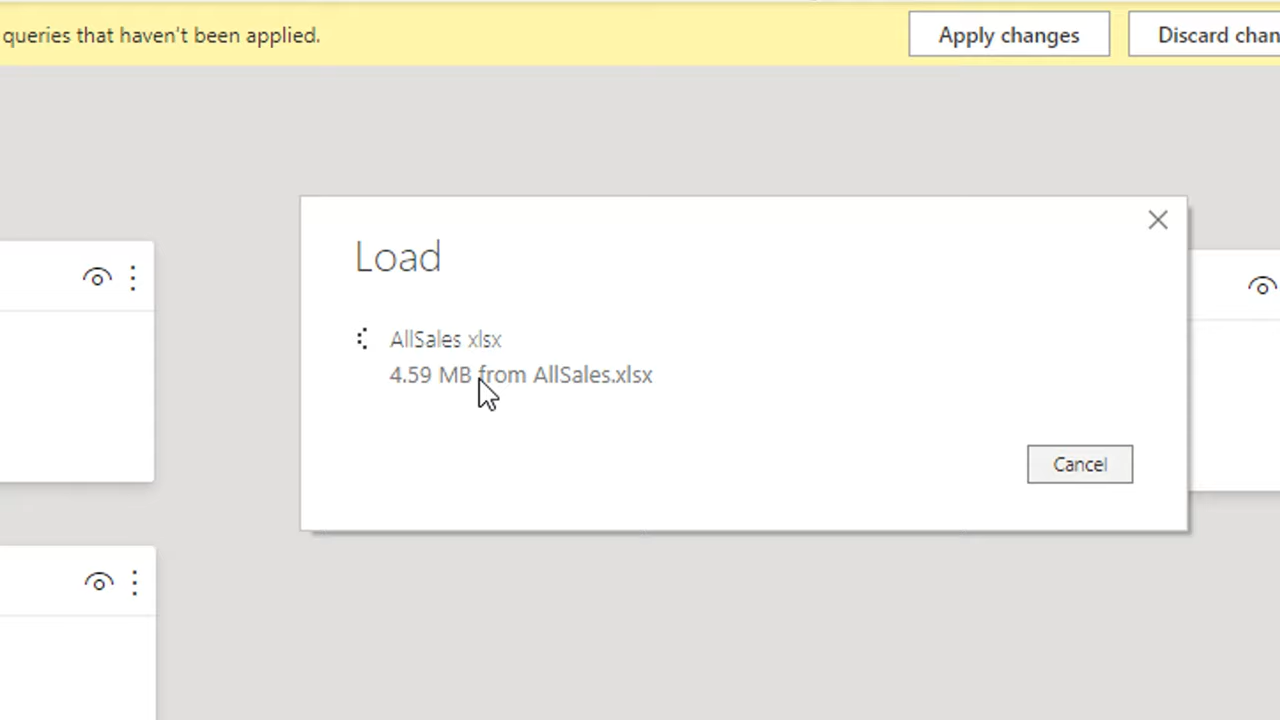 queries that haven't been applied.
Apply changes
Discard chan
Load
AllSales xlsx
4.59 MB from AllSales.xlsx
Cancel